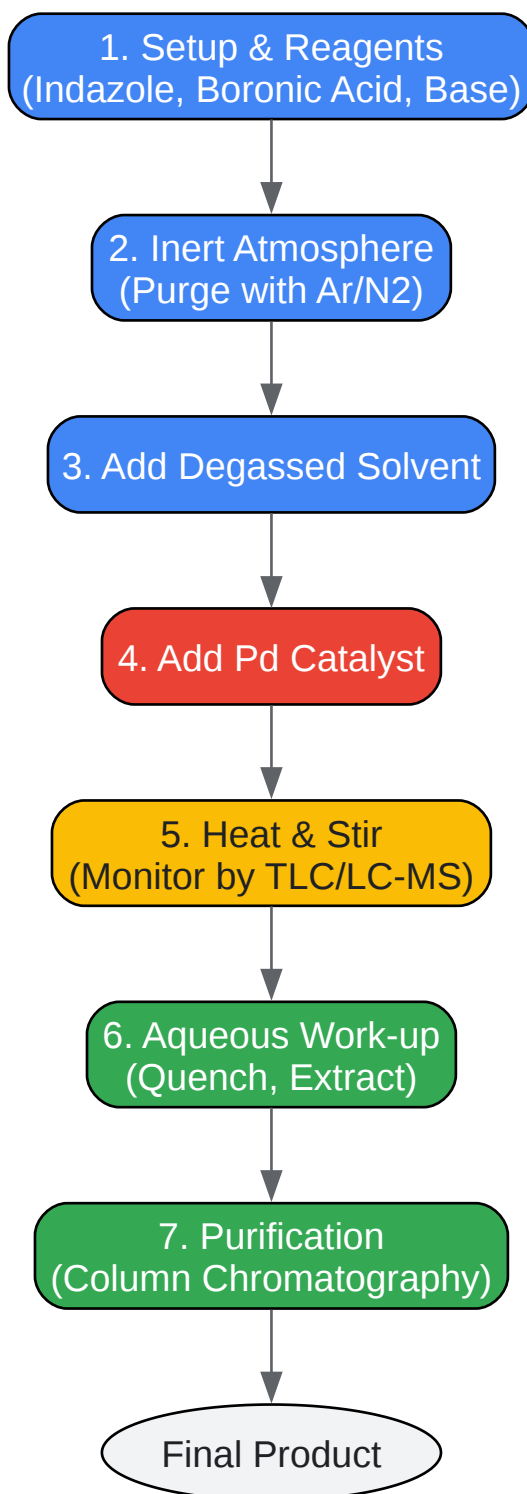 1. Setup & Reagents
(Indazole, Boronic Acid, Base)
2. Inert Atmosphere
(Purge with Ar/N2)
3. Add Degassed Solvent
4. Add Pd Catalyst
5. Heat & Stir
(Monitor by TLC/LC-MS)
6. Aqueous Work-up
(Quench, Extract)
7. Purification
(Column Chromatography)
Final Product